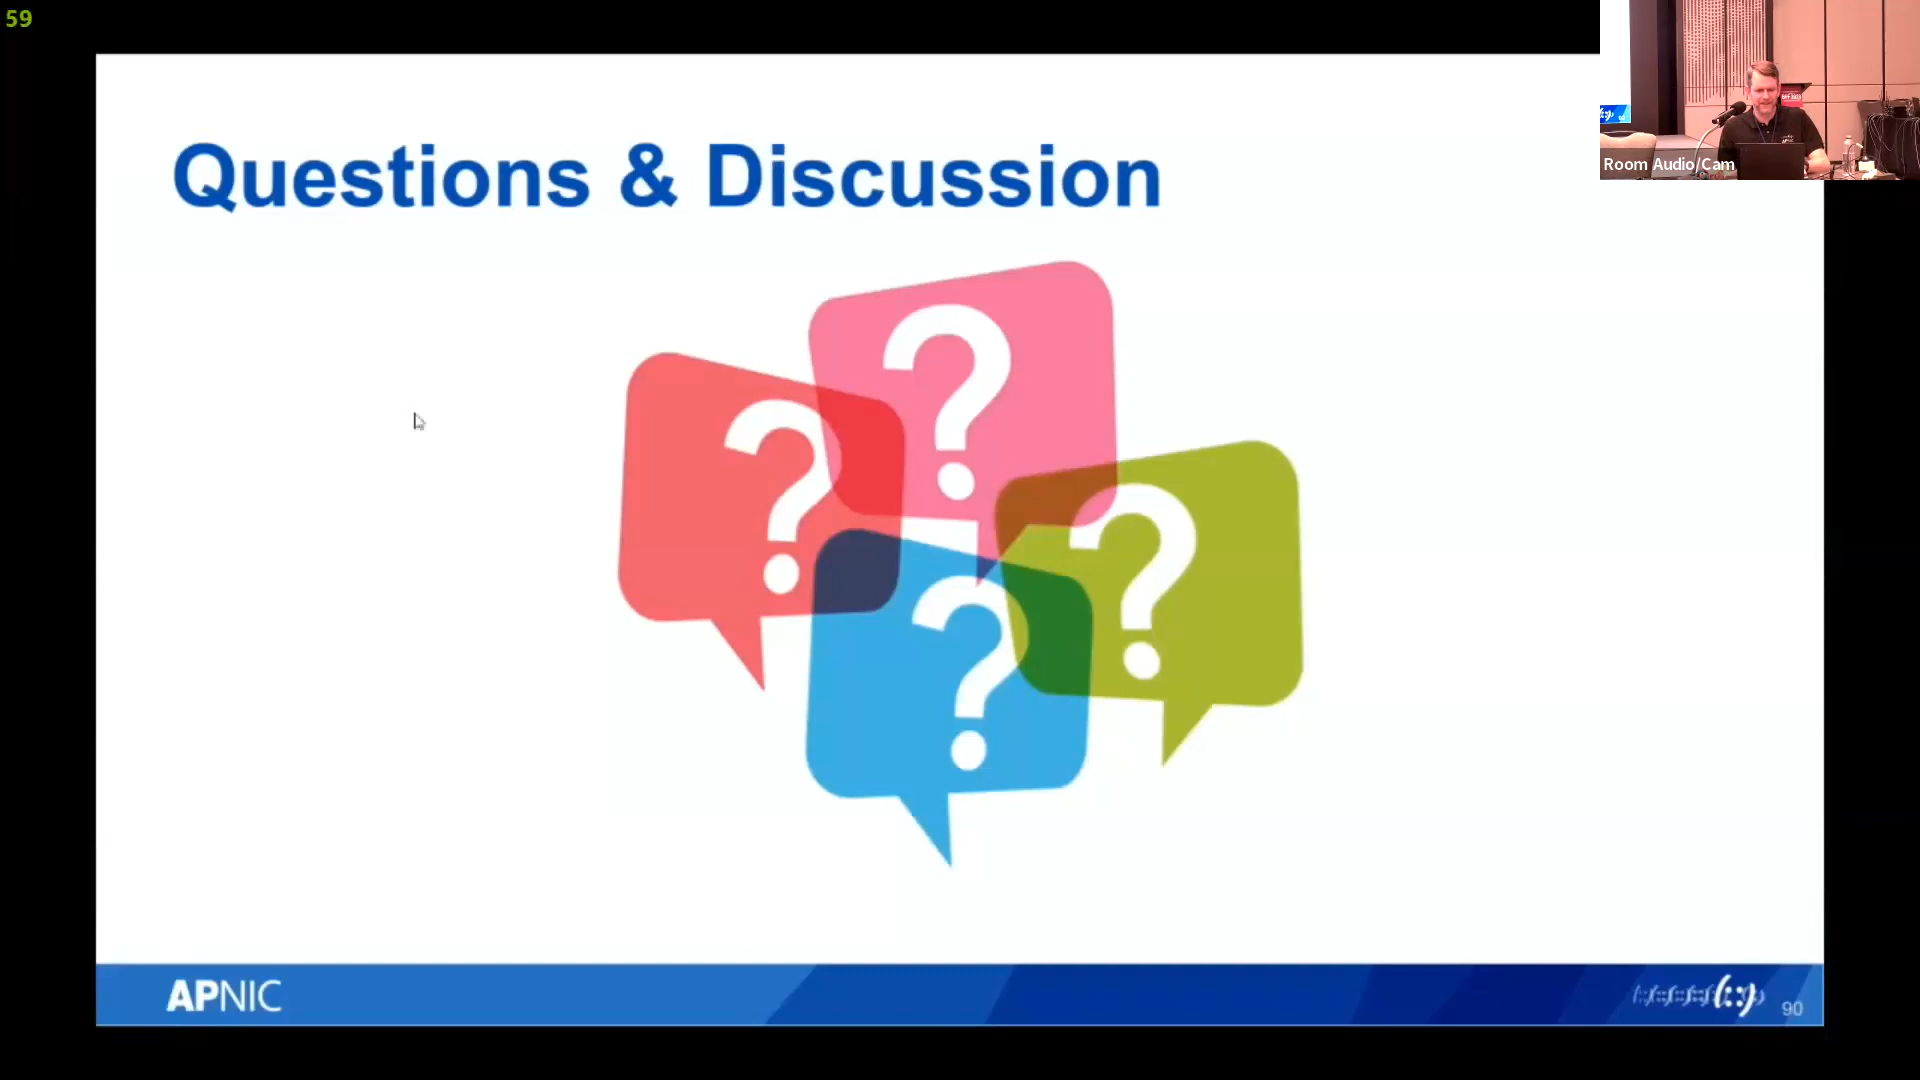 59
Questions & Discussion
?
?
?
?
Room Audio/Cam
APNIC
90